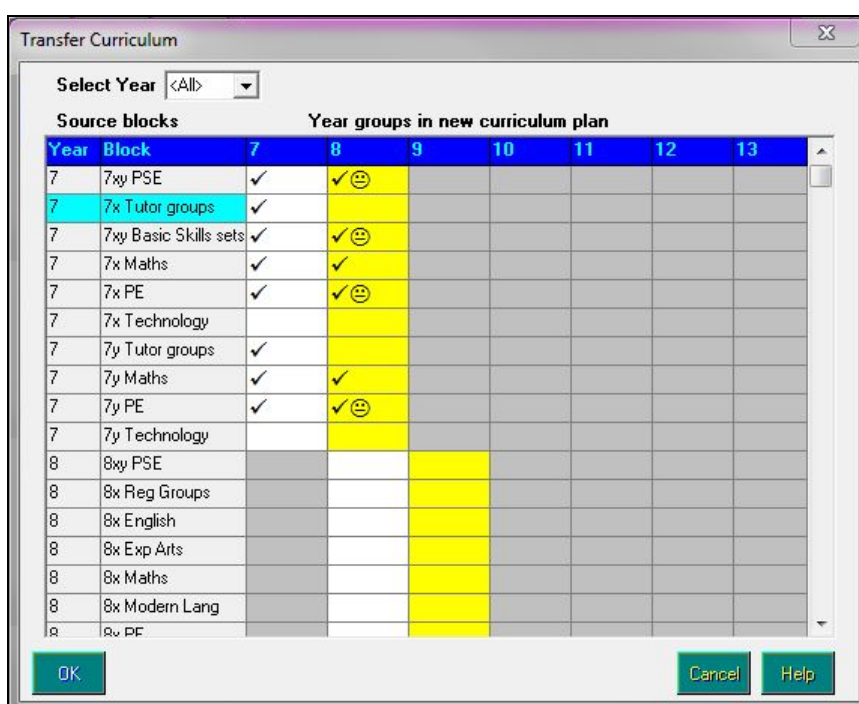 Transfer Curriculum
Select Year <All>
Source blocks Year groups in new curriculum plan
Year Block 7 8 9 10 11 12 13
7 7xy PSE ✓ ✓😐
7 7x Tutor groups ✓
7 7xy Basic Skills sets ✓ ✓😐
7 7x Maths ✓ ✓
7 7x PE ✓ ✓😐
7 7x Technology
7 7y Tutor groups ✓
7 7y Maths ✓ ✓
7 7y PE ✓ ✓😐
7 7y Technology
8 8xy PSE
8 8x Reg Groups
8 8x English
8 8x Exp Arts
8 8x Maths
8 8x Modern Lang
8 8x PE
OK Cancel Help